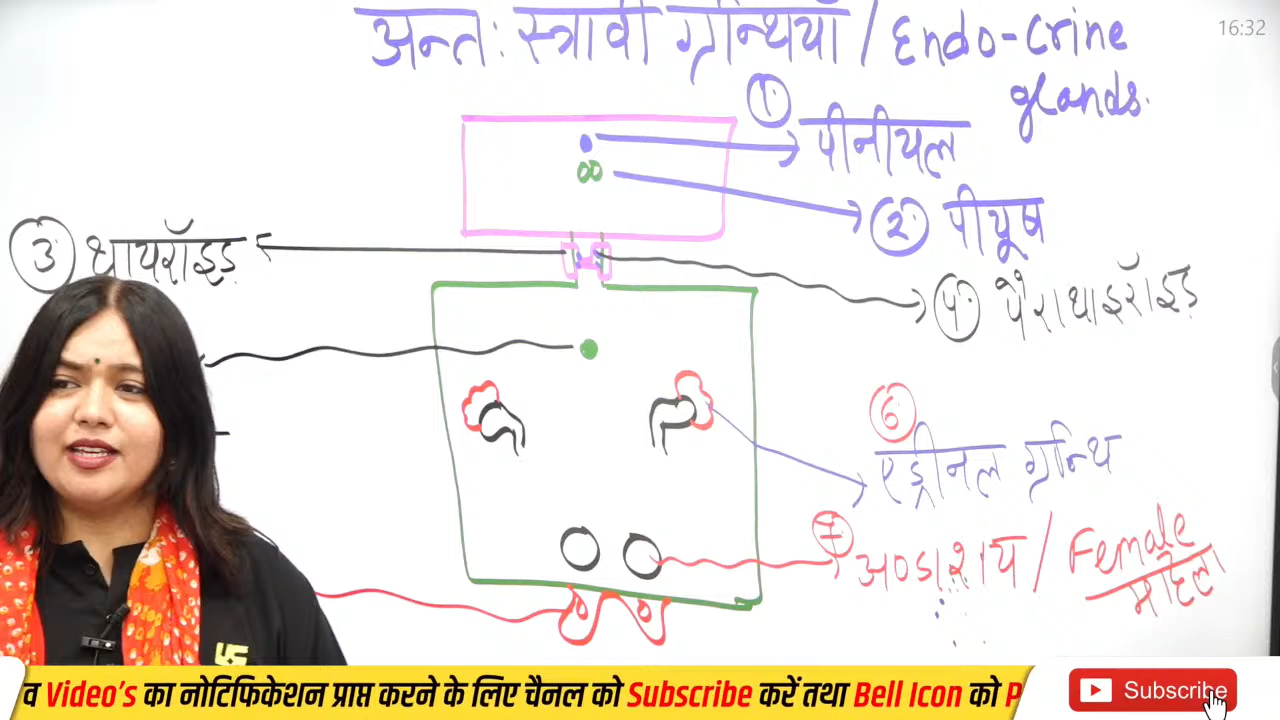 अन्तः स्त्रावी ग्रन्थियाँ / Endo-crine
glands.
16:32
① पीनीयल
② पीयूष
③ थायरॉइड
④ पैराथाइरॉइड
⑥ एड्रीनल ग्रन्थि
⑦ अण्डाशय / Female
महिला
व Video's का नोटिफिकेशन प्राप्त करने के लिए चैनल को Subscribe करें तथा Bell Icon को
Subscribe